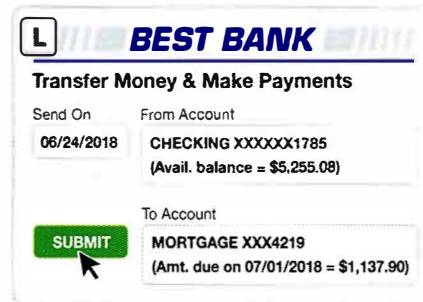 L
BEST BANK
Transfer Money & Make Payments
Send On
From Account
06/24/2018
CHECKING XXXXXX1785
(Avail. balance = $5,255.08)
To Account
SUBMIT
MORTGAGE XXX4219
(Amt. due on 07/01/2018 = $1,137.90)